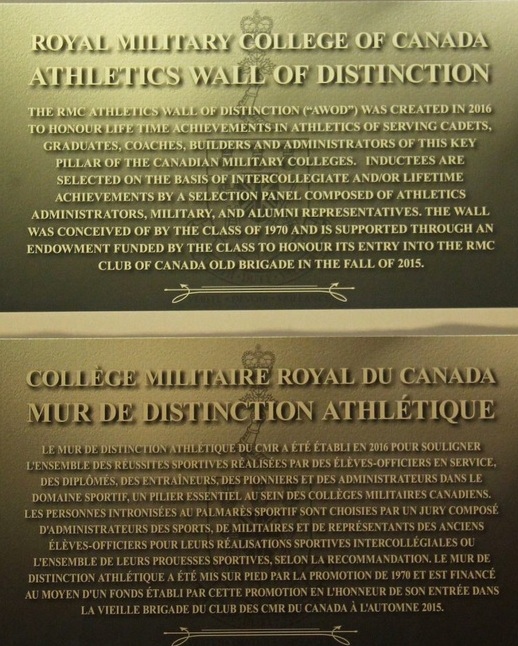 ROYAL MILITARY COLLEGE OF CANADA
ATHLETICS WALL OF DISTINCTION
THE RMC ATHLETICS WALL OF DISTINCTION ("AWOD") WAS CREATED IN 2016
TO HONOUR LIFE TIME ACHIEVEMENTS IN ATHLETICS OF SERVING CADETS,
GRADUATES, COACHES, BUILDERS AND ADMINISTRATORS OF THIS KEY
PILLAR OF THE CANADIAN MILITARY COLLEGES. INDUCTEES ARE
SELECTED ON THE BASIS OF INTERCOLLEGIATE AND/OR LIFETIME
ACHIEVEMENTS BY A SELECTION PANEL COMPOSED OF ATHLETICS
ADMINISTRATORS, MILITARY, AND ALUMNI REPRESENTATIVES. THE WALL
WAS CONCEIVED OF BY THE CLASS OF 1970 AND IS SUPPORTED THROUGH AN
ENDOWMENT FUNDED BY THE CLASS TO HONOUR ITS ENTRY INTO THE RMC
CLUB OF CANADA OLD BRIGADE IN THE FALL OF 2015.
COLLÈGE MILITAIRE ROYAL DU CANADA
MUR DE DISTINCTION ATHLÉTIQUE
LE MUR DE DISTINCTION ATHLÉTIQUE DU CMR A ÉTÉ ÉTABLI EN 2016 POUR SOULIGNER
L'ENSEMBLE DES RÉUSSITES SPORTIVES RÉALISÉES PAR DES ÉLÈVES-OFFICIERS EN SERVICE,
DES DIPLÔMÉS, DES ENTRAÎNEURS, DES PIONNIERS ET DES ADMINISTRATEURS DANS LE
DOMAINE SPORTIF, UN PILIER ESSENTIEL AU SEIN DES COLLÈGES MILITAIRES CANADIENS.
LES PERSONNES INTRONISÉES AU PALMARÈS SPORTIF SONT CHOISIES PAR UN JURY COMPOSÉ
D'ADMINISTRATEURS DES SPORTS, DE MILITAIRES ET DE REPRÉSENTANTS DES ANCIENS
ÉLÈVES-OFFICIERS POUR LEURS RÉALISATIONS SPORTIVES INTERCOLLÉGIALES OU
L'ENSEMBLE DE LEURS PROUESSES SPORTIVES, SELON LA RECOMMANDATION. LE MUR DE
DISTINCTION ATHLÉTIQUE A ÉTÉ MIS SUR PIED PAR LA PROMOTION DE 1970 ET EST FINANCÉ
AU MOYEN D'UN FONDS ÉTABLI PAR CETTE PROMOTION EN L'HONNEUR DE SON ENTRÉE DANS
LA VIEILLE BRIGADE DU CLUB DES CMR DU CANADA À L'AUTOMNE 2015.